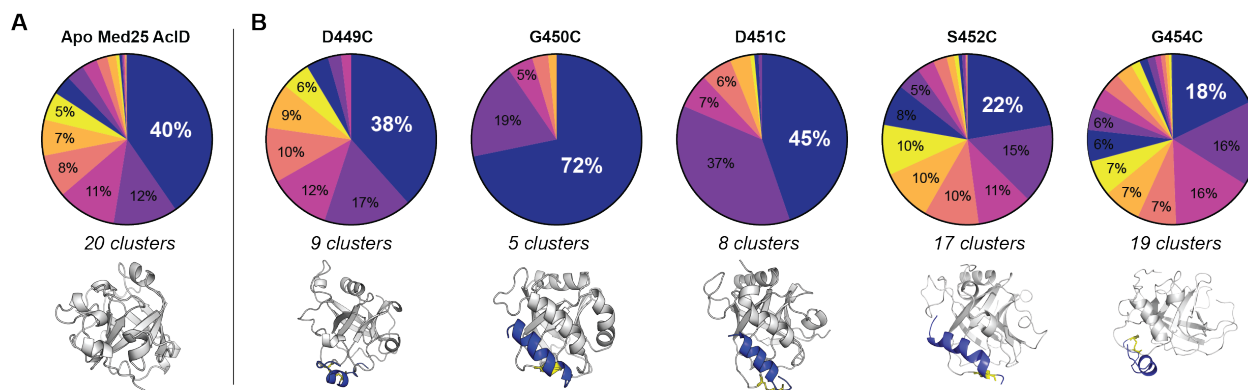 A
B
Apo Med25 AcID
D449C
G450C
D451C
S452C
G454C
40%
12%
11%
8%
7%
5%
38%
17%
12%
10%
9%
6%
72%
19%
5%
45%
37%
7%
6%
22%
15%
11%
10%
10%
10%
8%
5%
18%
16%
16%
7%
7%
7%
6%
6%
20 clusters
9 clusters
5 clusters
8 clusters
17 clusters
19 clusters